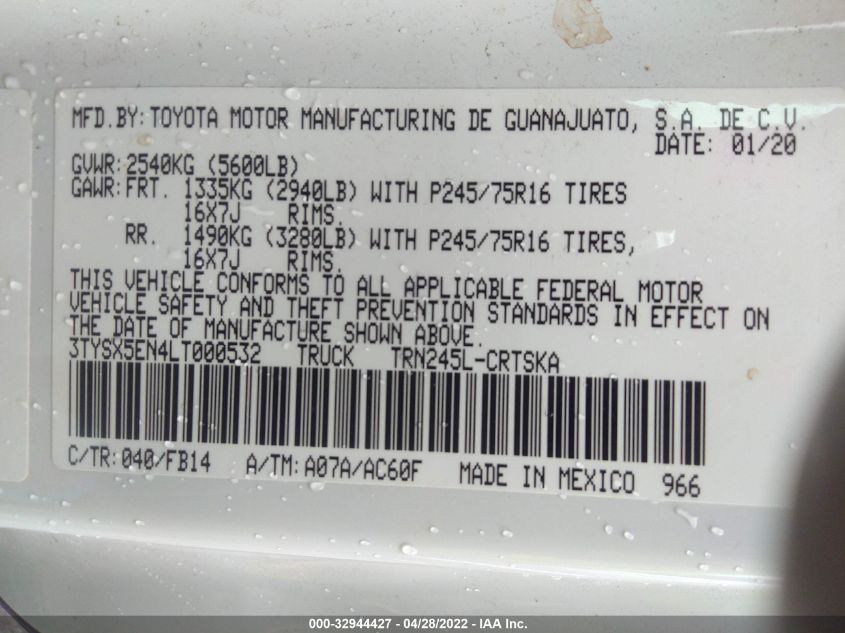 MFD.BY:TOYOTA MOTOR MANUFACTURING DE GUANAJUATO, S.A. DE C.V.
DATE: 01/20
GVWR:2540KG (5600LB)
GAWR:FRT. 1335KG (2940LB) WITH P245/75R16 TIRES
16X7J RIMS.
RR. 1490KG (3280LB) WITH P245/75R16 TIRES,
16X7J RIMS.
THIS VEHICLE CONFORMS TO ALL APPLICABLE FEDERAL MOTOR
VEHICLE SAFETY AND THEFT PREVENTION STANDARDS IN EFFECT ON
THE DATE OF MANUFACTURE SHOWN ABOVE.
3TYSX5EN4LT000532 TRUCK TRN245L-CRTSKA
C/TR:040/FB14 A/TM:A07A/AC60F MADE IN MEXICO 966
000-32944427 - 04/28/2022 - IAA Inc.